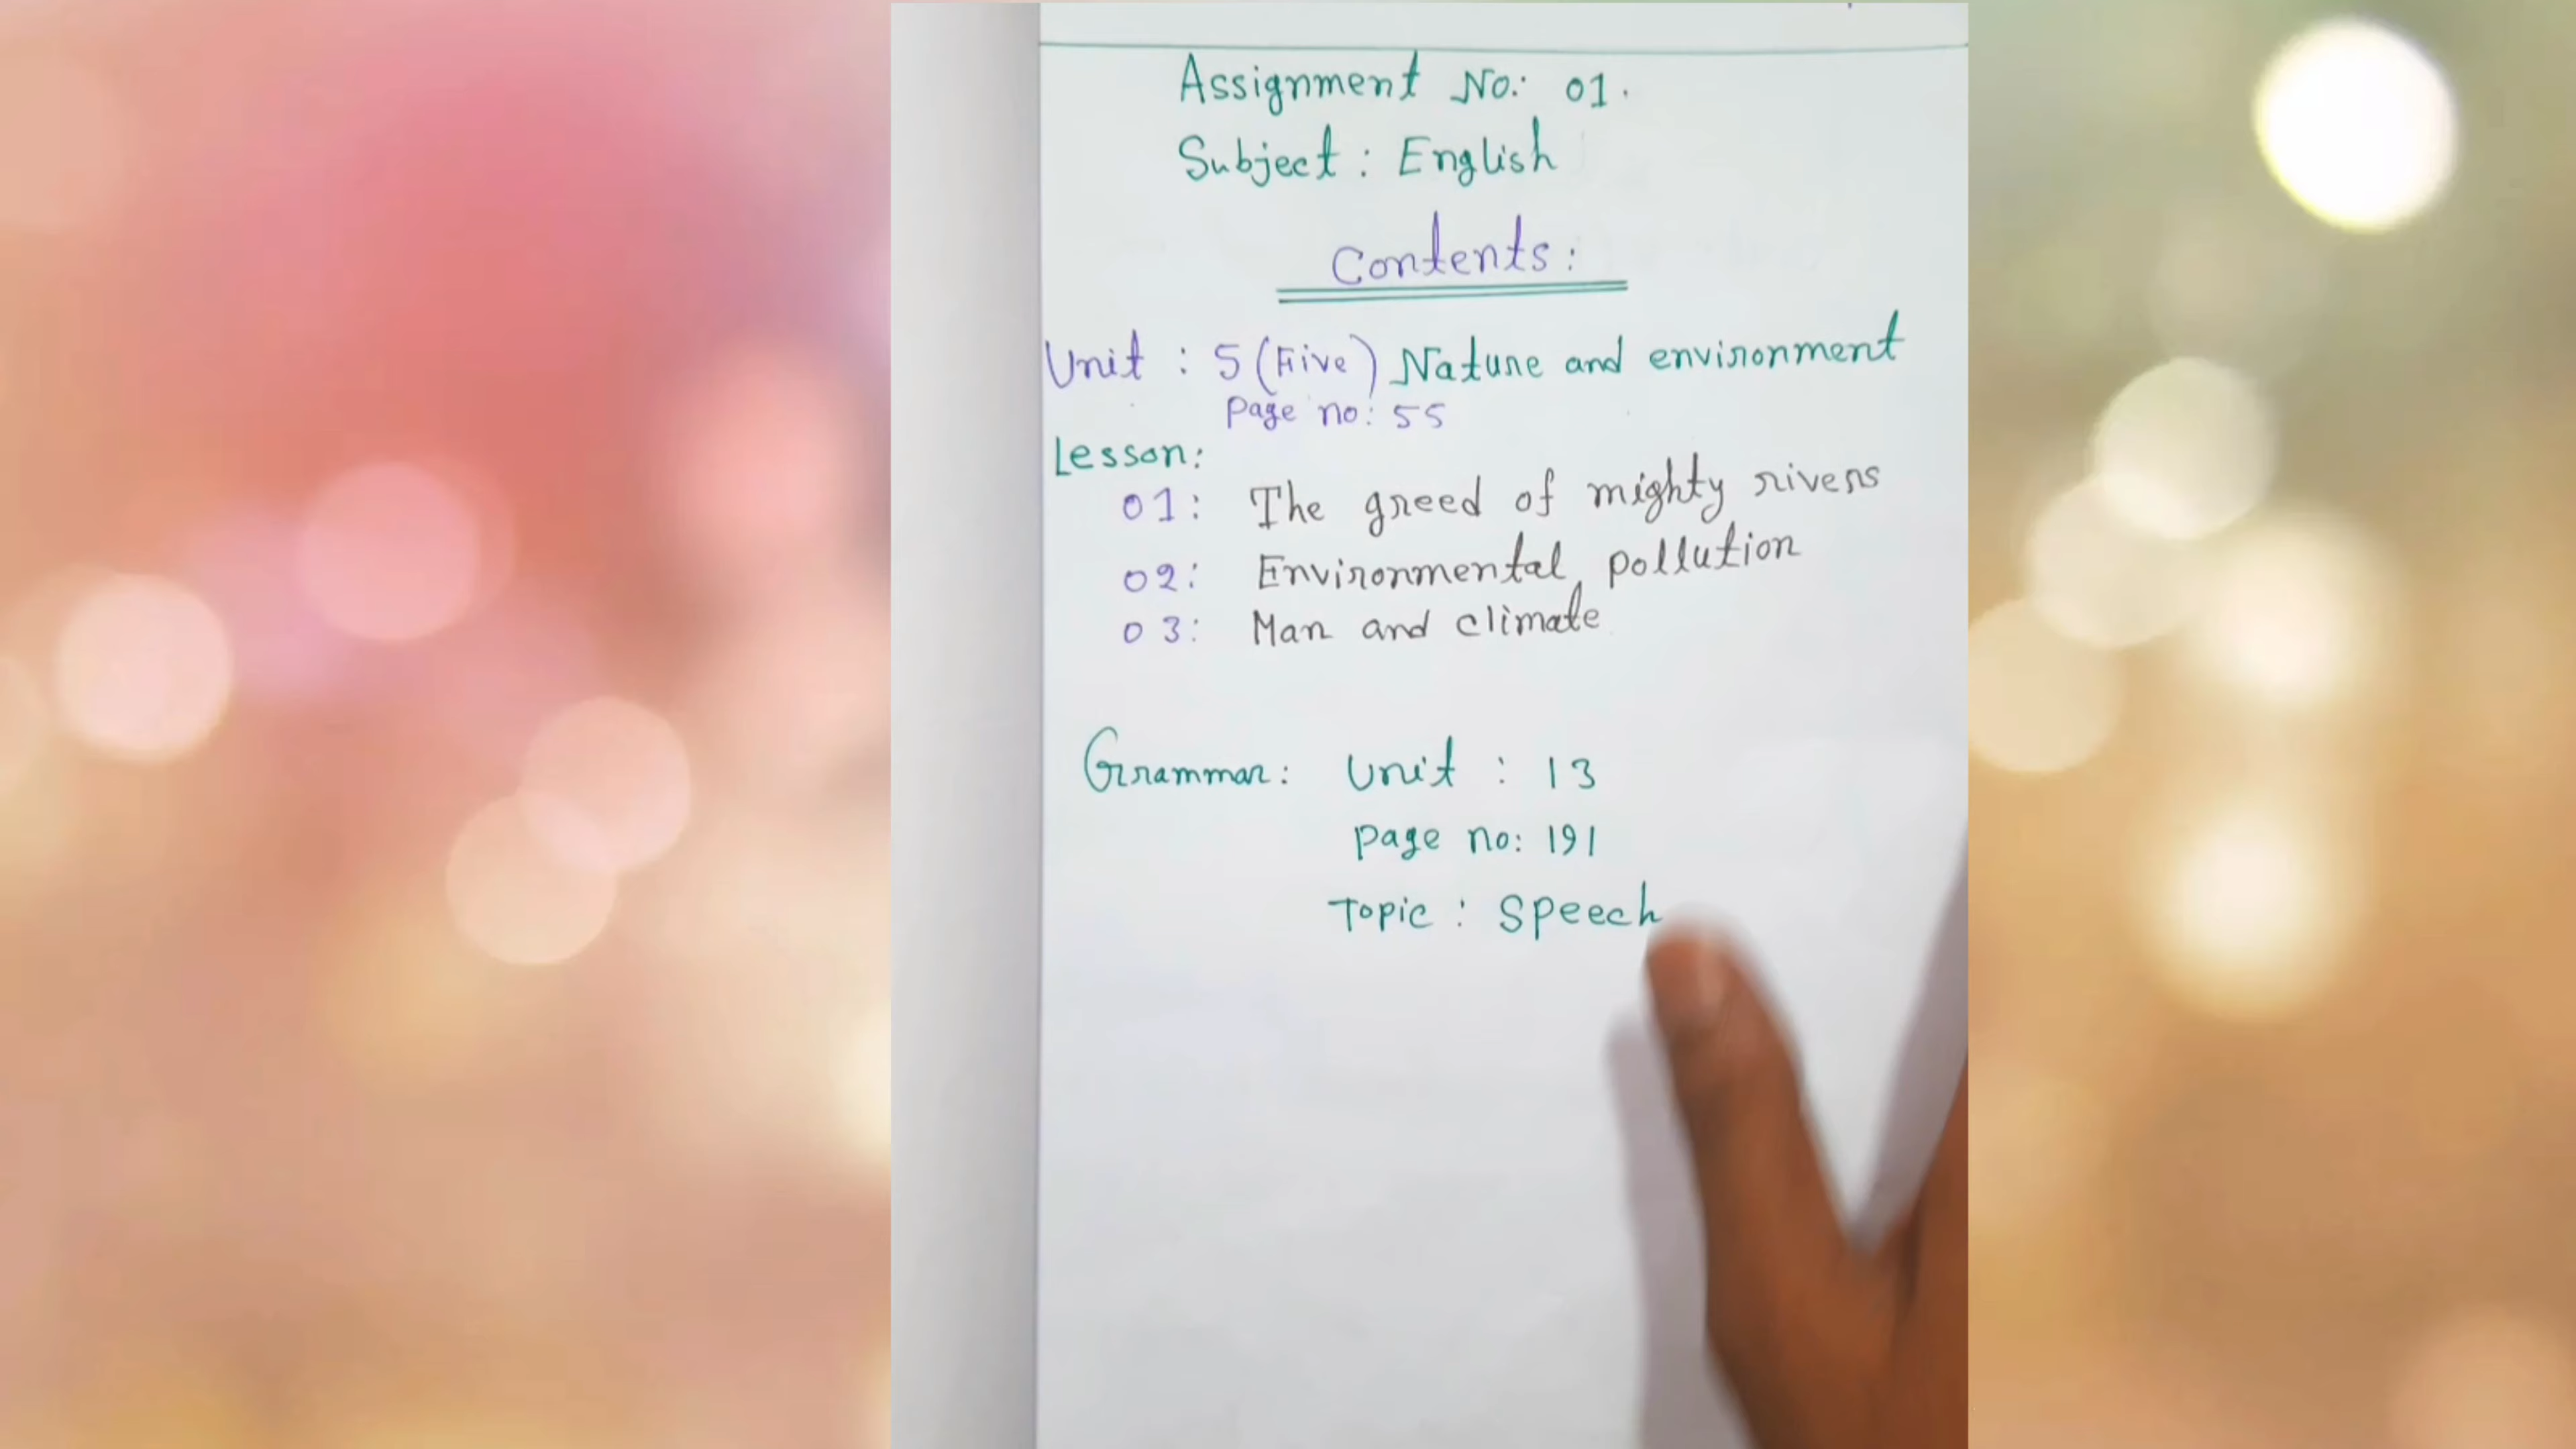 Assignment No: 01.
Subject: English
Contents:
Unit : 5 (Five) Nature and environment
Page no: 55
Lesson:
01: The greed of mighty rivers
02: Environmental pollution
03: Man and climate
Grammar: Unit : 13
Page no: 191
Topic : Speech